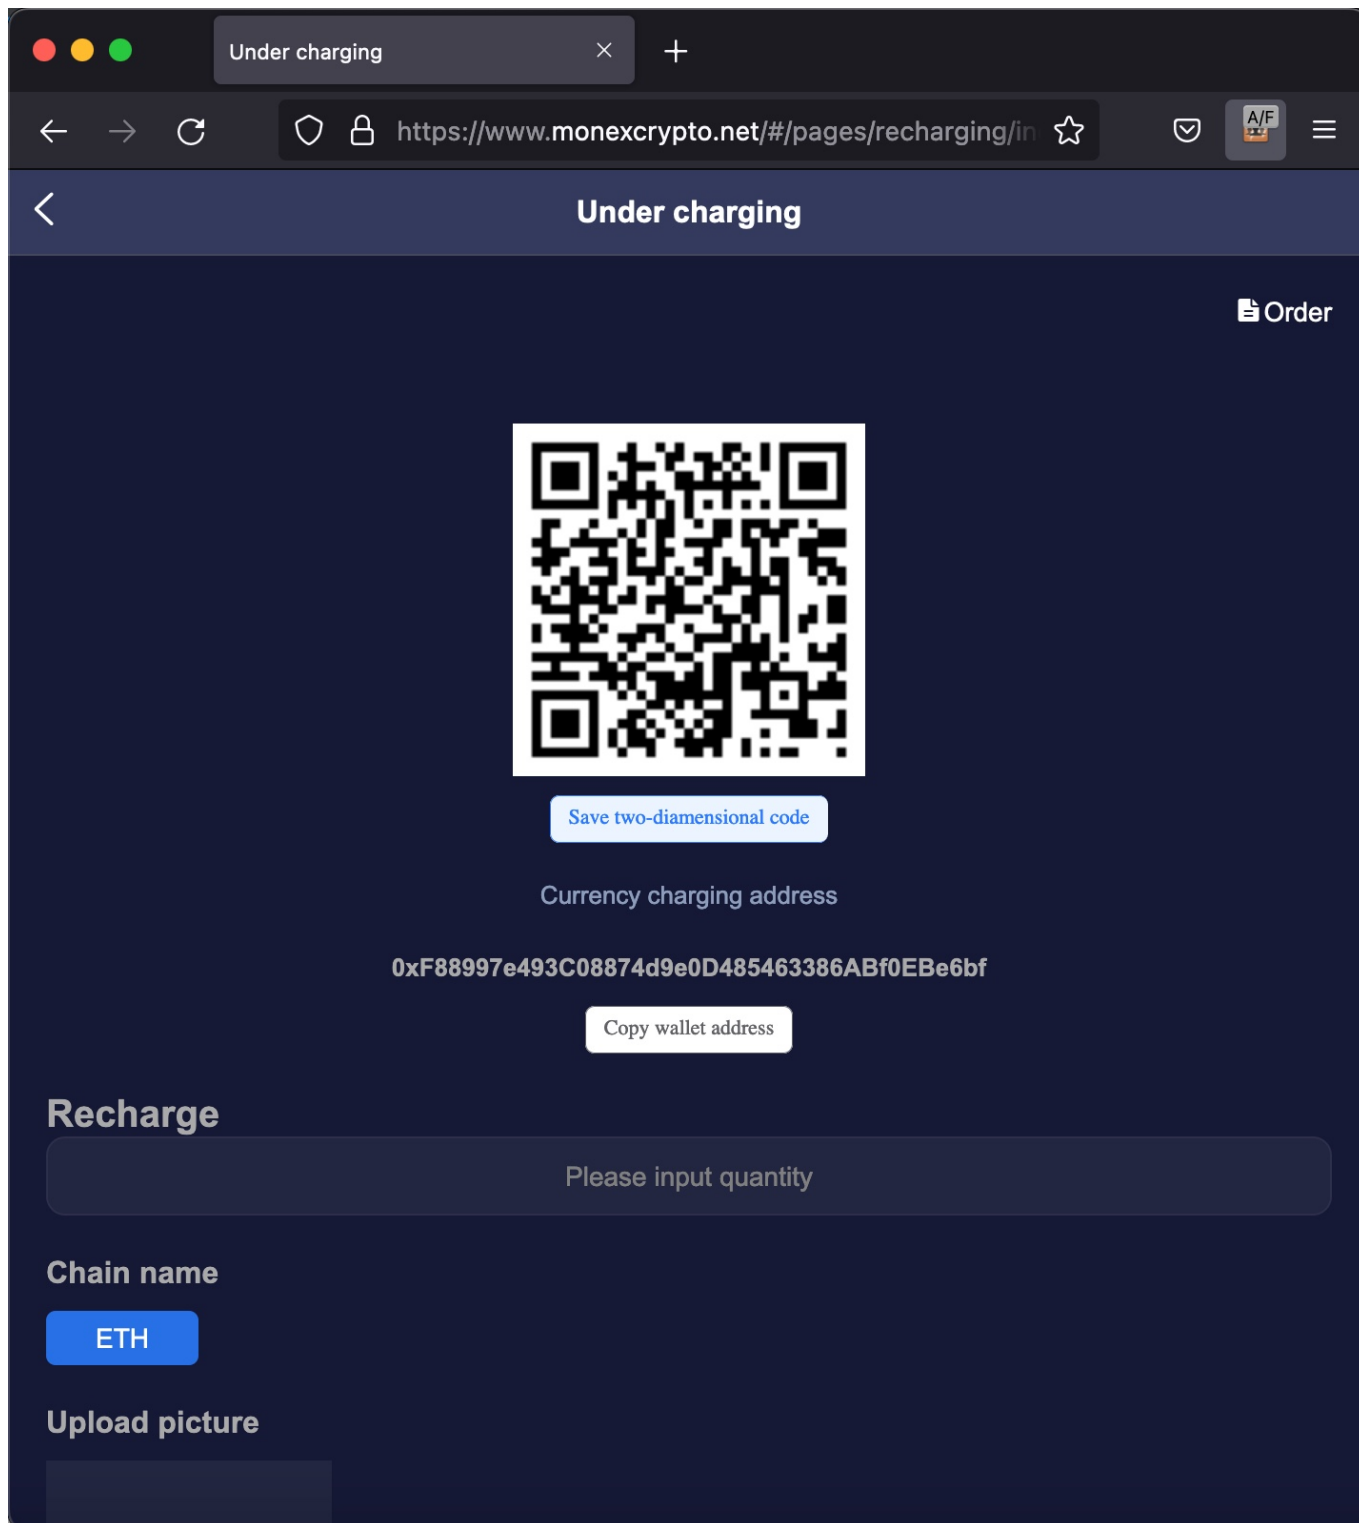 Under charging
https://www.monexcrypto.net/#/pages/recharging/in
A/F
Under charging
Order
Save two-diamensional code
Currency charging address
0xF88997e493C08874d9e0D485463386ABf0EBe6bf
Copy wallet address
Recharge
Please input quantity
Chain name
ETH
Upload picture